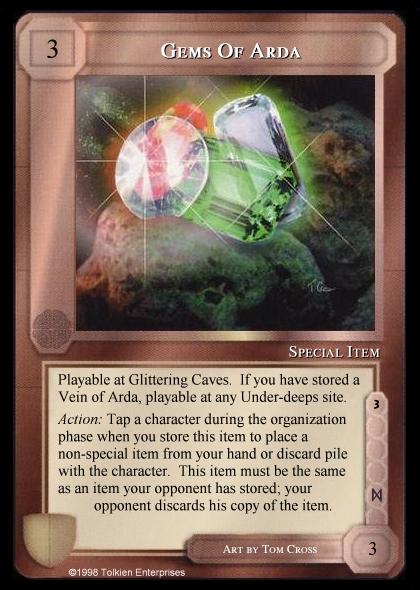 3
GEMS OF ARDA
SPECIAL ITEM
Playable at Glittering Caves. If you have stored a
Vein of Arda, playable at any Under-deeps site.
Action: Tap a character during the organization
phase when you store this item to place a
non-special item from your hand or discard pile
with the character. This item must be the same
as an item your opponent has stored; your
opponent discards his copy of the item.
3
ART BY TOM CROSS
3
©1998 Tolkien Enterprises